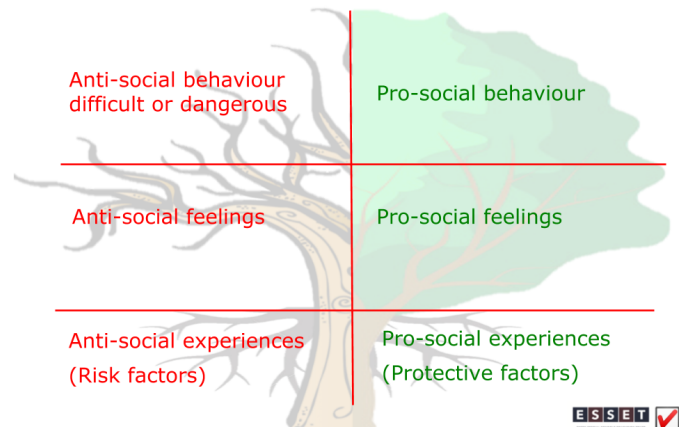 Anti-social behaviour
difficult or dangerous
Pro-social behaviour
Anti-social feelings
Pro-social feelings
Anti-social experiences
(Risk factors)
Pro-social experiences
(Protective factors)
ESSET